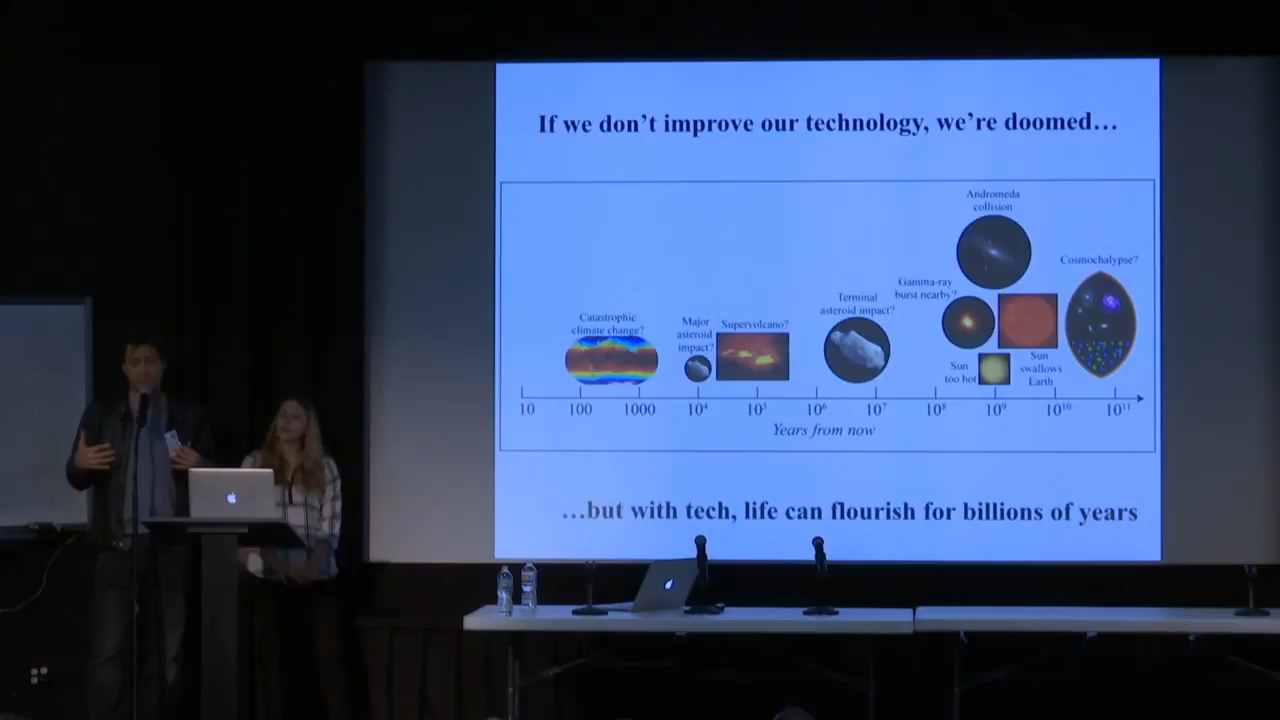 If we don't improve our technology, we're doomed…
Andromeda
collision
Cosmochalypse?
Gamma-ray
burst nearby?
Terminal
asteroid impact?
Catastrophic
climate change?
Major
asteroid
impact?
Supervolcano?
Sun
too hot
Sun
swallows
Earth
10 100 1000 10⁴ 10⁵ 10⁶ 10⁷ 10⁸ 10⁹ 10¹⁰ 10¹¹
Years from now
…but with tech, life can flourish for billions of years